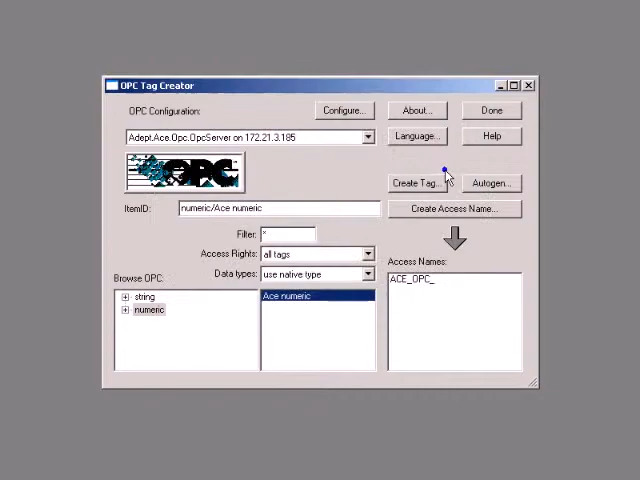 OPC Tag Creator
OPC Configuration:
Configure...
About...
Done
Adept.Ace.Opc.OpcServer on 172.21.3.185
Language...
Help
OPC
Create Tag...
Autogen...
ItemID:
numeric/Ace numeric
Create Access Name...
Filter:
*
Access Rights:
all tags
Access Names:
Data types:
use native type
Browse OPC:
ACE_OPC_
string
numeric
Ace numeric